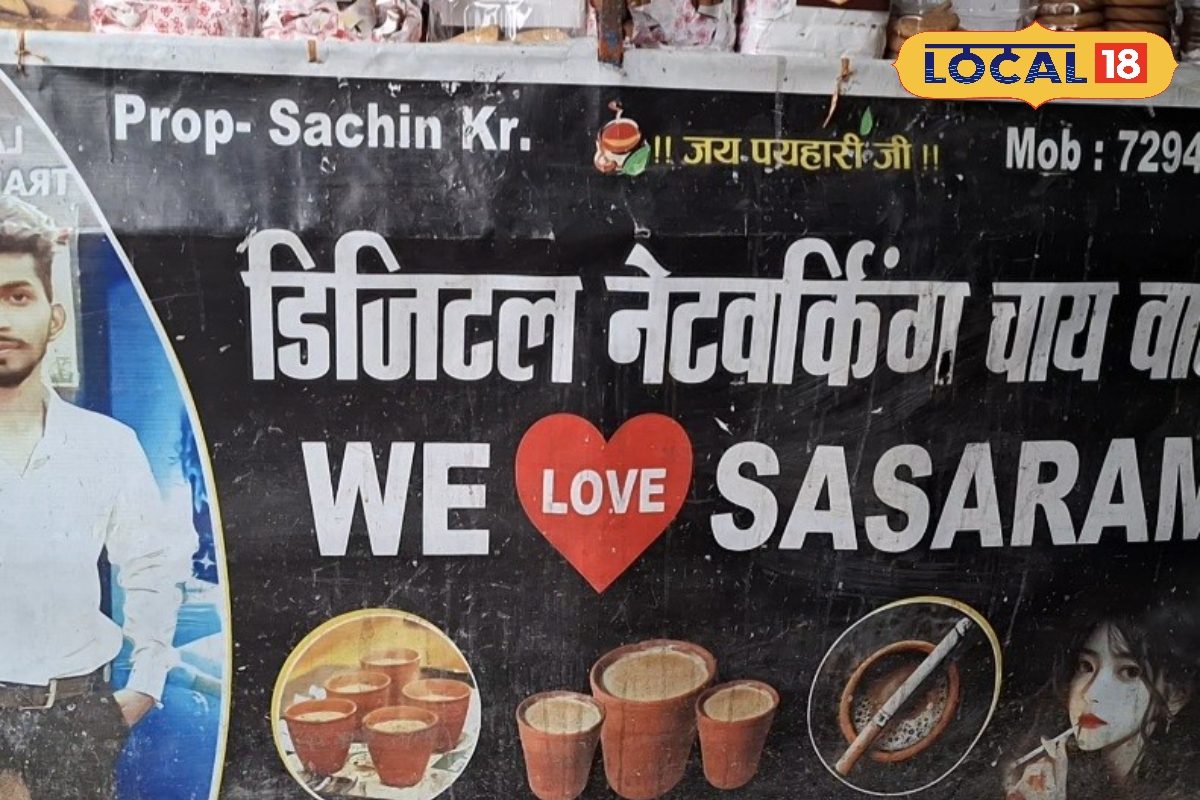 LOCAL 18
Prop- Sachin Kr.
!! जय पयहारी जी !!
Mob : 7294
डिजिटल नेटवर्किंग चाय
WE LOVE SASARAM